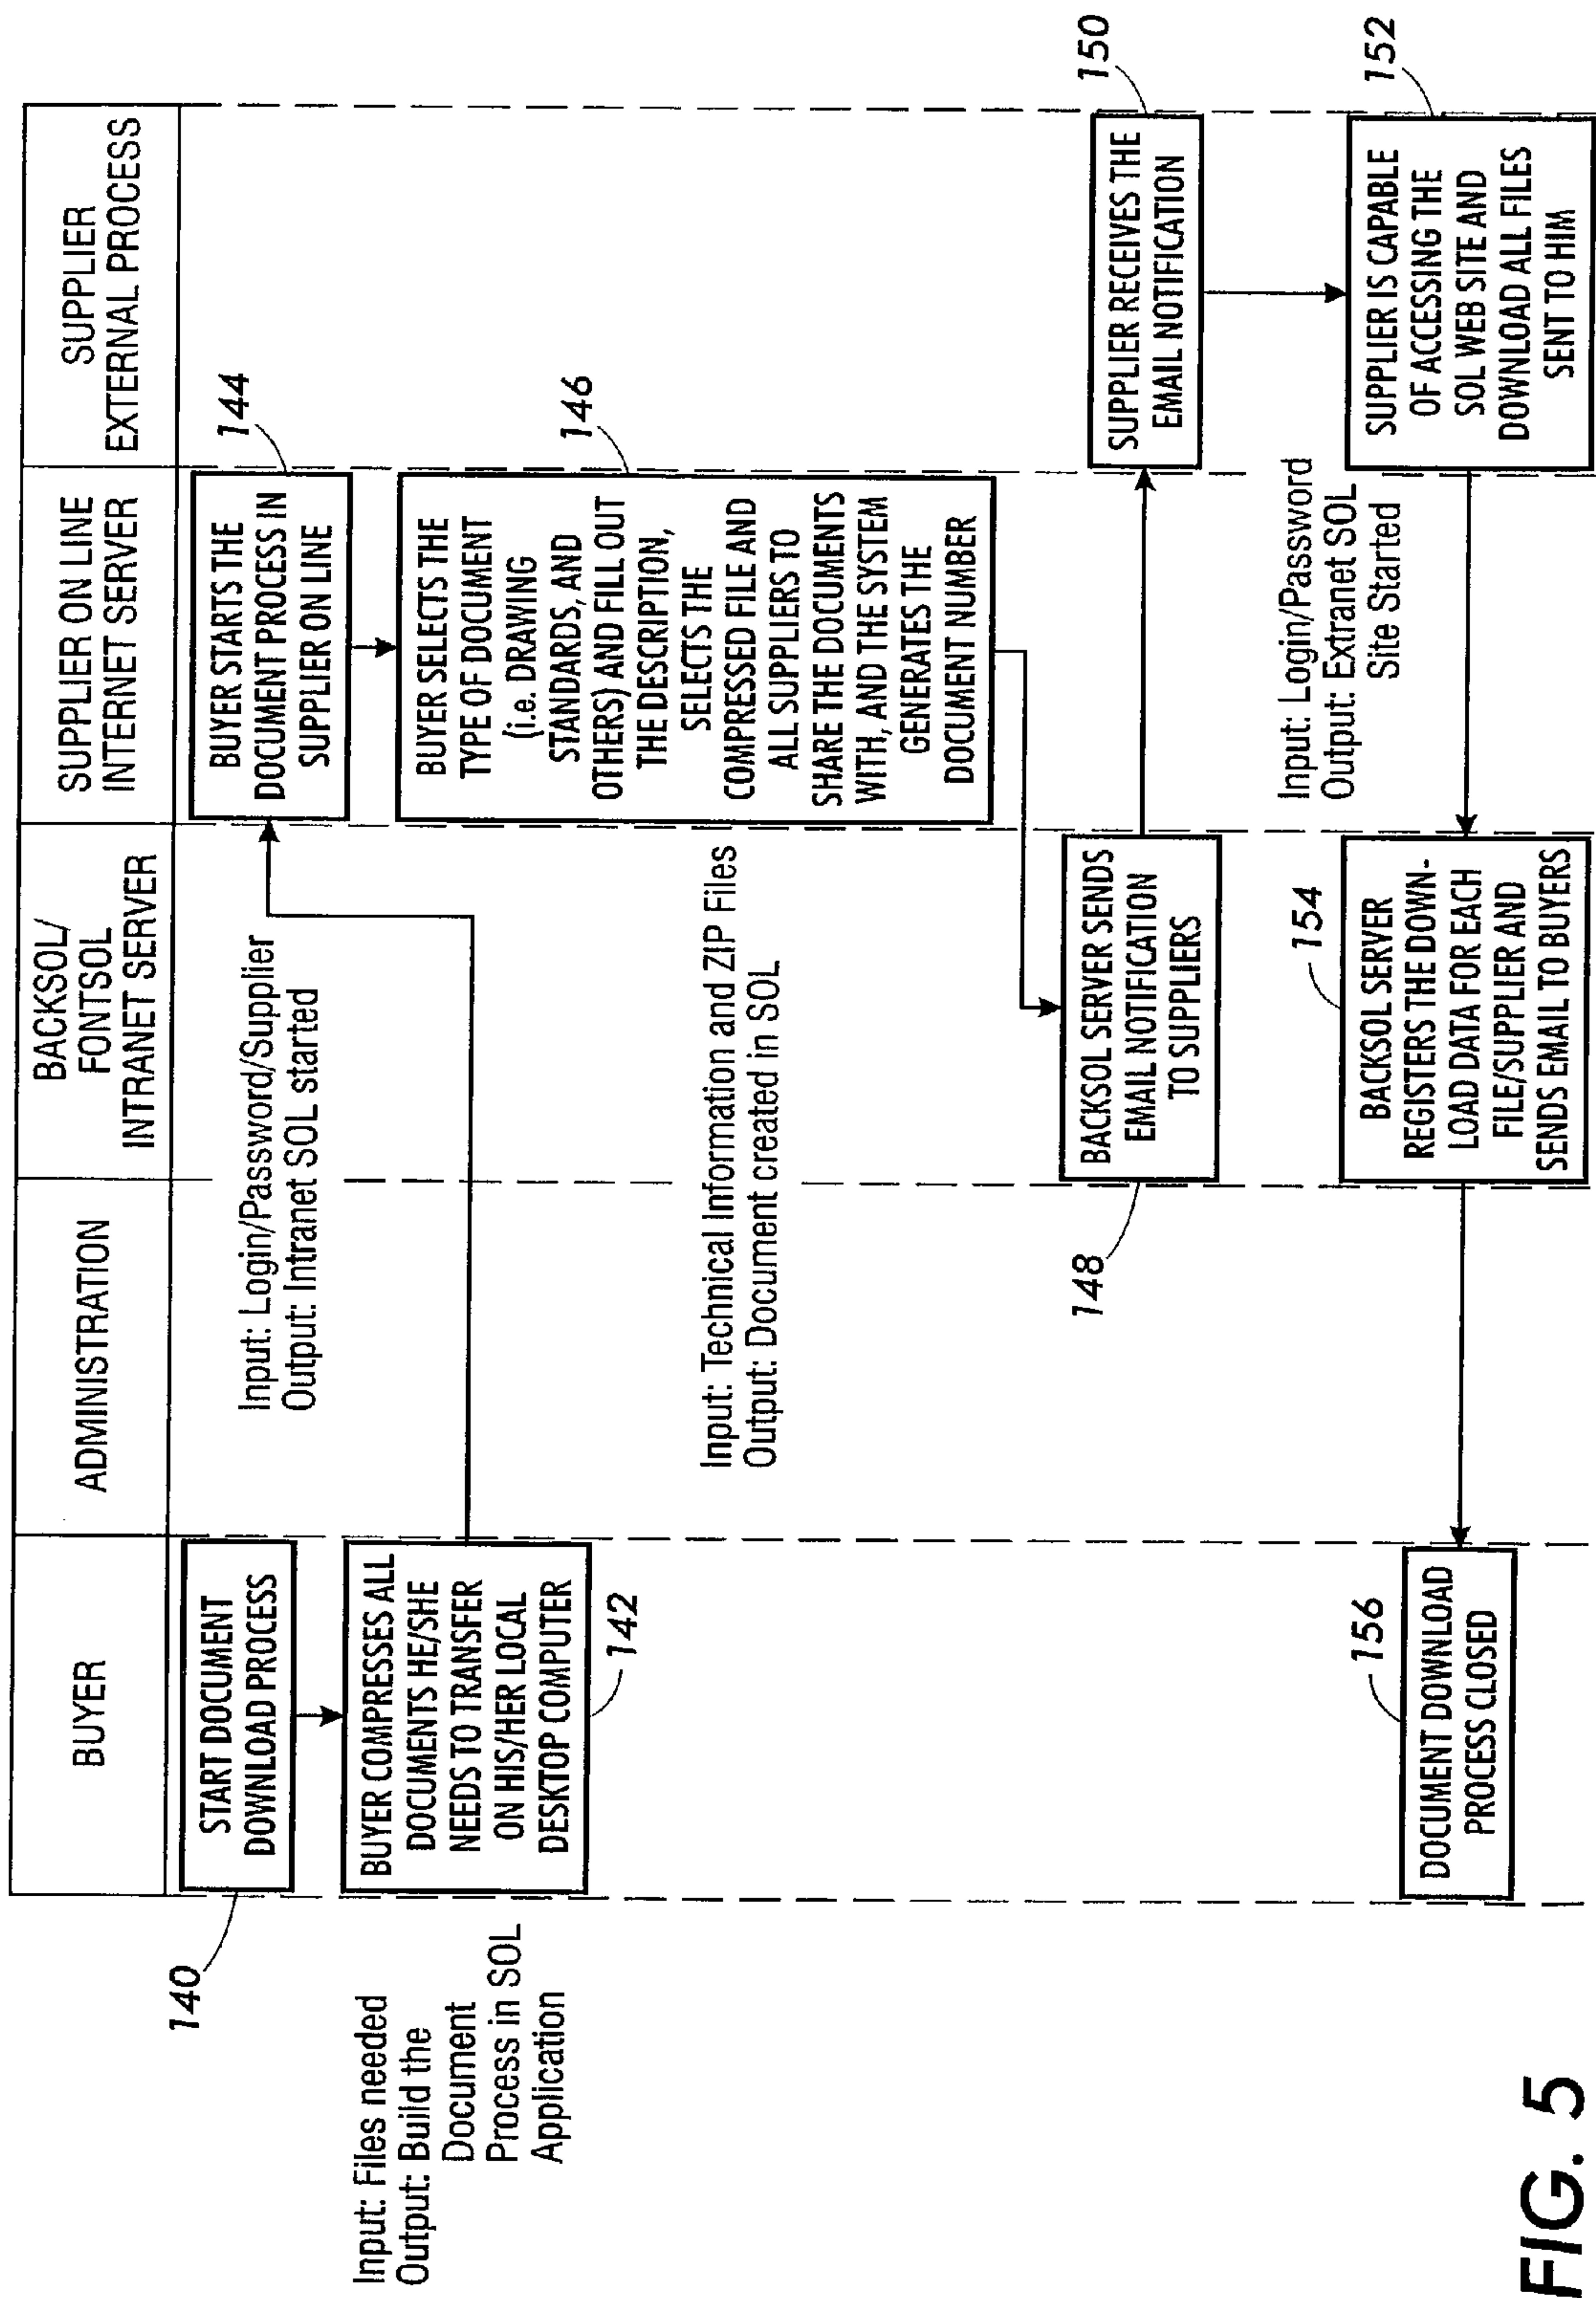 BUYER
ADMINISTRATION
BACKSOL/
FONTSOL
INTRANET SERVER
SUPPLIER ON LINE
INTERNET SERVER
SUPPLIER
EXTERNAL PROCESS
140
START DOCUMENT
DOWNLOAD PROCESS
Input: Files needed
Output: Build the
Document
Process in SOL
Application
BUYER COMPRESSES ALL
DOCUMENTS HE/SHE
NEEDS TO TRANSFER
ON HIS/HER LOCAL
DESKTOP COMPUTER
142
Input: Login/Password/Supplier
Output: Intranet SOL started
144
BUYER STARTS THE
DOCUMENT PROCESS IN
SUPPLIER ON LINE
146
BUYER SELECTS THE
TYPE OF DOCUMENT
(i.e. DRAWING
STANDARDS, AND
OTHERS) AND FILL OUT
THE DESCRIPTION,
SELECTS THE
COMPRESSED FILE AND
ALL SUPPLIERS TO
SHARE THE DOCUMENTS
WITH, AND THE SYSTEM
GENERATES THE
DOCUMENT NUMBER
Input: Technical Information and ZIP Files
Output: Document created in SOL
148
BACKSOL SERVER SENDS
EMAIL NOTIFICATION
TO SUPPLIERS
150
SUPPLIER RECEIVES THE
EMAIL NOTIFICATION
Input: Login/Password
Output: Extranet SOL
Site Started
152
SUPPLIER IS CAPABLE
OF ACCESSING THE
SOL WEB SITE AND
DOWNLOAD ALL FILES
SENT TO HIM
154
BACKSOL SERVER
REGISTERS THE DOWN-
LOAD DATA FOR EACH
FILE/SUPPLIER AND
SENDS EMAIL TO BUYERS
156
DOCUMENT DOWNLOAD
PROCESS CLOSED
FIG. 5